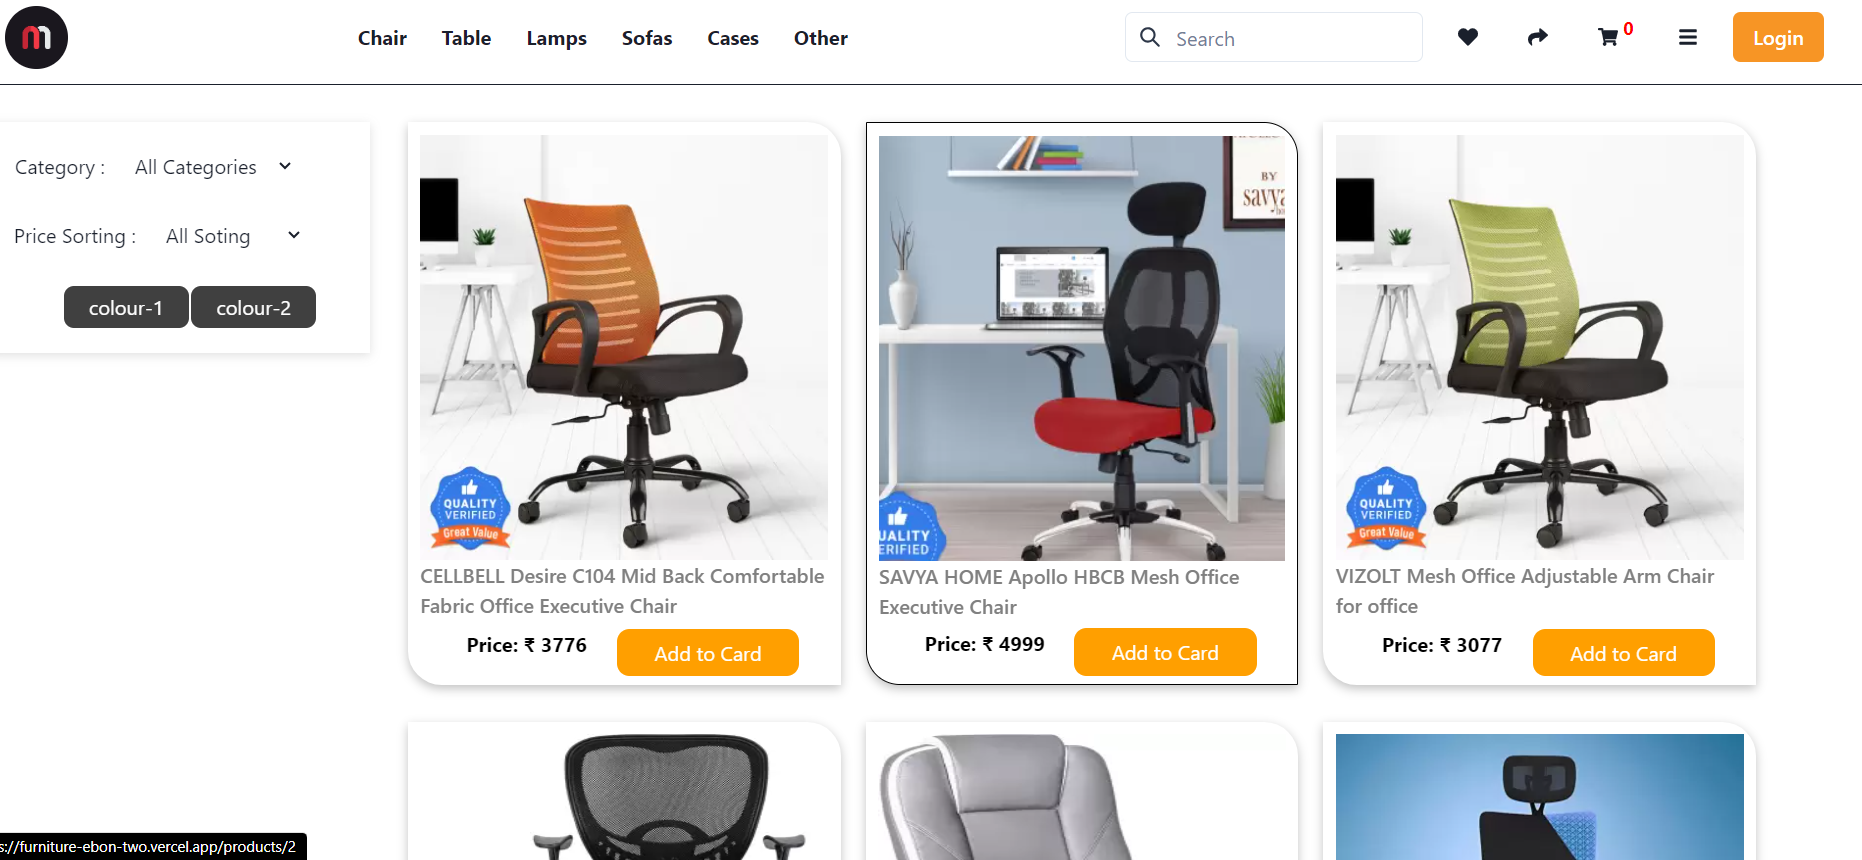 m
Chair Table Lamps Sofas Cases Other
Search
0
Login
Category : All Categories
Price Sorting : All Soting
colour-1 colour-2
QUALITY
VERIFIED
Great Value
CELLBELL Desire C104 Mid Back Comfortable
Fabric Office Executive Chair
Price: ₹ 3776
Add to Card
BY
savya
UALITY
ERIFIED
SAVYA HOME Apollo HBCB Mesh Office
Executive Chair
Price: ₹ 4999
Add to Card
QUALITY
VERIFIED
Great Value
VIZOLT Mesh Office Adjustable Arm Chair
for office
Price: ₹ 3077
Add to Card
s://furniture-ebon-two.vercel.app/products/2